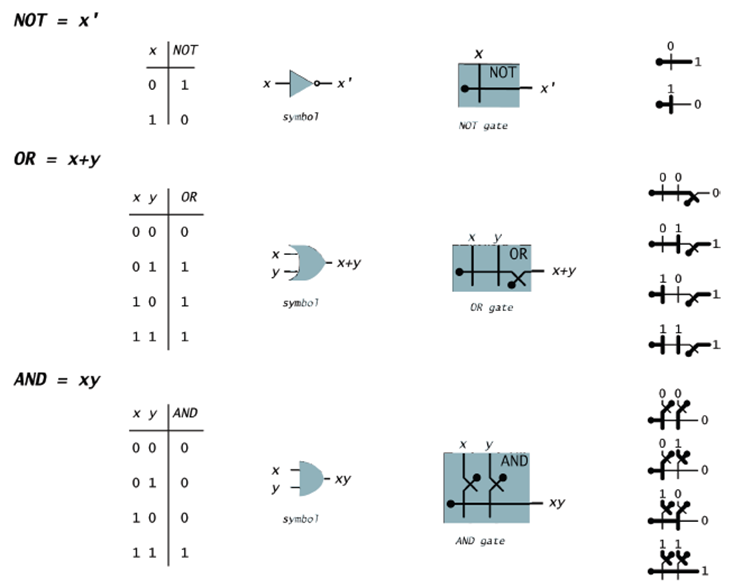 NOT = x'
x NOT
0 1
1 0
x x'
symbol
x
NOT
x'
NOT gate
0
1
1
0
OR = x+y
x y OR
0 0 0
0 1 1
1 0 1
1 1 1
x
y
x+y
symbol
x y
OR
x+y
OR gate
0 0
0
0 1
1
1 0
1
1 1
1
AND = xy
x y AND
0 0 0
0 1 0
1 0 0
1 1 1
x
y
xy
symbol
x y
AND
xy
AND gate
0 0
0
0 1
0
1 0
0
1 1
1